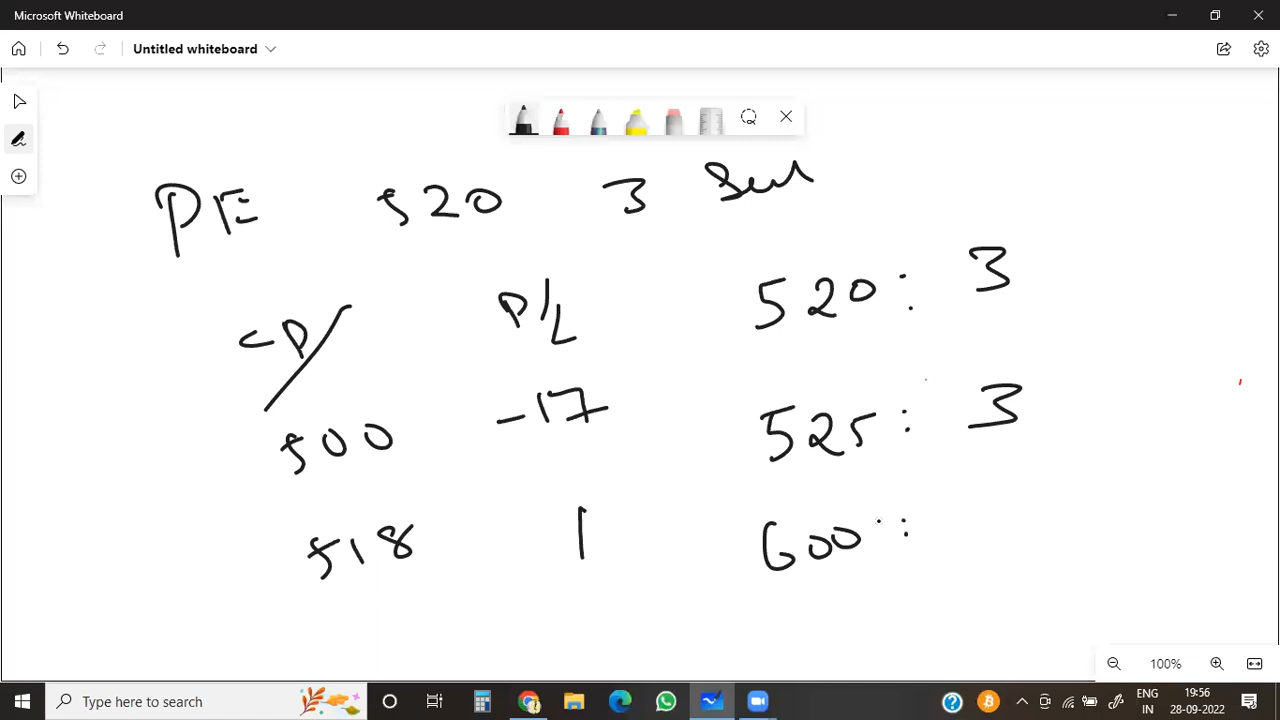 Microsoft Whiteboard
Untitled whiteboard
PE 520 3 Sell
CP/ P/L 520 : 3
500 -17 525 : 3
518 1 600 :
100%
Type here to search
ENG 19:56
IN 28-09-2022